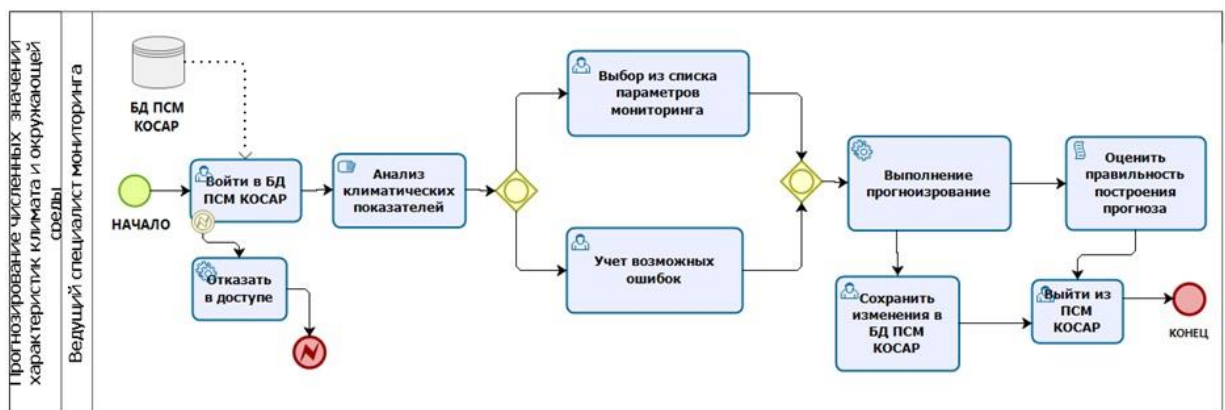 Прогнозирование численных значений
характеристик климата и окружающей
среды
Ведущий специалист мониторинга
БД ПСМ
КОСАР
НАЧАЛО
Войти в БД
ПСМ КОСАР
Отказать
в доступе
Анализ
климатических
показателей
Выбор из списка
параметров
мониторинга
Учет возможных
ошибок
Выполнение
прогноизрование
Оценить
правильность
построения
прогноза
Сохранить
изменения в
БД ПСМ
КОСАР
Выйти из
ПСМ
КОСАР
КОНЕЦ